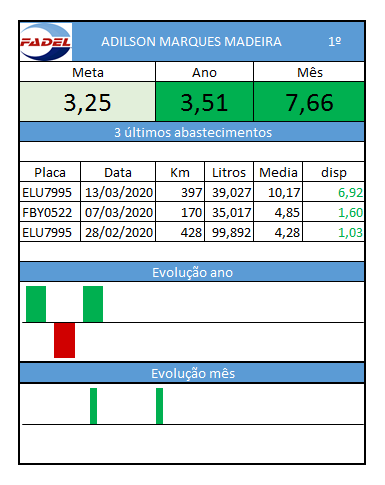 FADEL
ADILSON MARQUES MADEIRA 1º
Meta Ano Mês
3,25 3,51 7,66
3 últimos abastecimentos
Placa Data Km Litros Media disp
ELU7995 13/03/2020 397 39,027 10,17 6,92
FBY0522 07/03/2020 170 35,017 4,85 1,60
ELU7995 28/02/2020 428 99,892 4,28 1,03
Evolução ano
Evolução mês